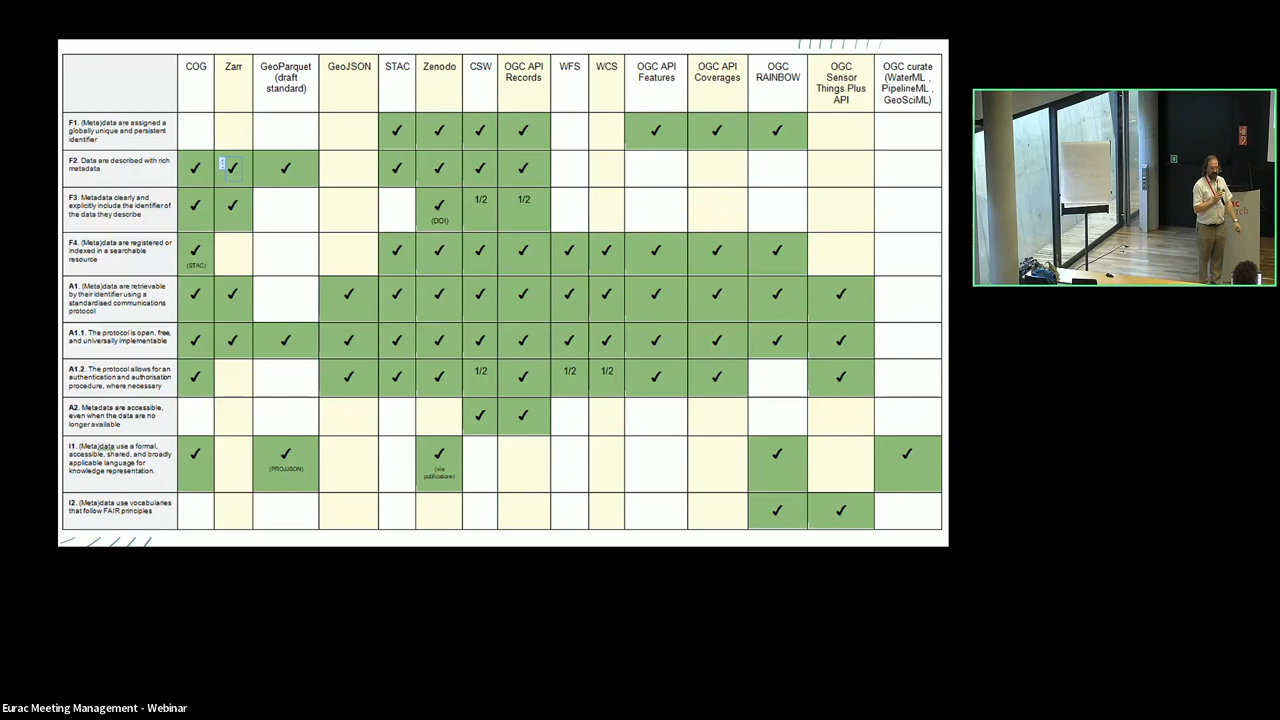 COG Zarr GeoParquet GeoJSON STAC Zenodo CSW OGC API WFS WCS OGC API OGC API OGC OGC OGC curate
(draft Records Features Coverages RAINBOW Sensor (WaterML ,
standard) Things Plus PipelineML ,
API GeoSciML)
F1. (Meta)data are assigned a
globally unique and persistent
identifier
✓ ✓ ✓ ✓ ✓ ✓ ✓
F2. Data are described with rich
metadata
✓ ✓ ✓ ✓ ✓ ✓ ✓
F3. Metadata clearly and
explicitly include the identifier of
the data they describe
✓ ✓ ✓ 1/2 1/2
(DOI)
F4. (Meta)data are registered or
indexed in a searchable
resource
✓ ✓ ✓ ✓ ✓ ✓ ✓ ✓ ✓ ✓
(STAC)
A1. (Meta)data are retrievable
by their identifier using a
standardised communications
protocol
✓ ✓ ✓ ✓ ✓ ✓ ✓ ✓ ✓ ✓ ✓ ✓ ✓
A1.1. The protocol is open, free,
and universally implementable
✓ ✓ ✓ ✓ ✓ ✓ ✓ ✓ ✓ ✓ ✓ ✓ ✓ ✓
A1.2. The protocol allows for an
authentication and authorisation
procedure, where necessary
✓ ✓ ✓ ✓ 1/2 ✓ 1/2 1/2 ✓ ✓ ✓
A2. Metadata are accessible,
even when the data are no
longer available
✓ ✓
I1. (Meta)data use a formal,
accessible, shared, and broadly
applicable language for
knowledge representation.
✓ ✓ ✓ ✓ ✓
(PROJJSON) (via
publications)
I2. (Meta)data use vocabularies
that follow FAIR principles
✓ ✓
Eurac Meeting Management - Webinar